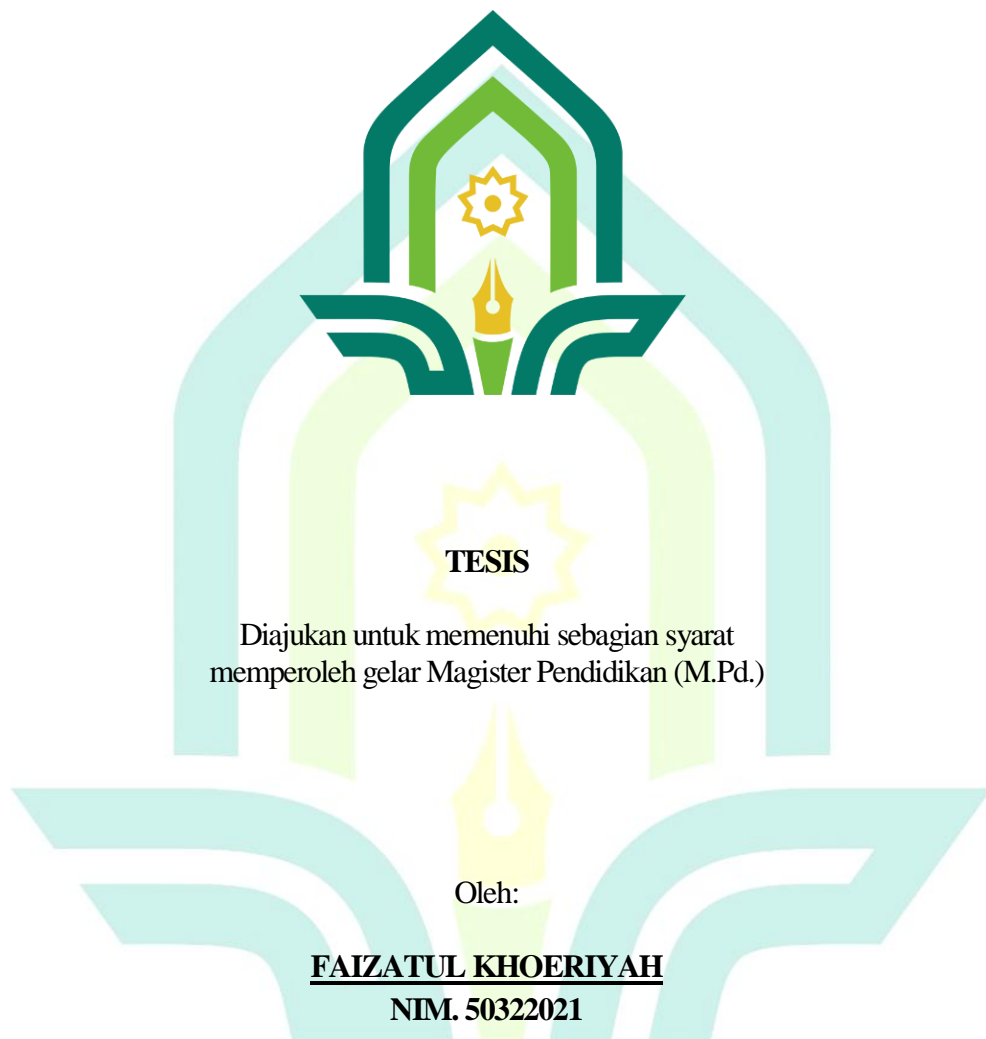 TESIS
Diajukan untuk memenuhi sebagian syarat
memperoleh gelar Magister Pendidikan (M.Pd.)
Oleh:
FAIZATUL KHOERIYAH
NIM. 50322021